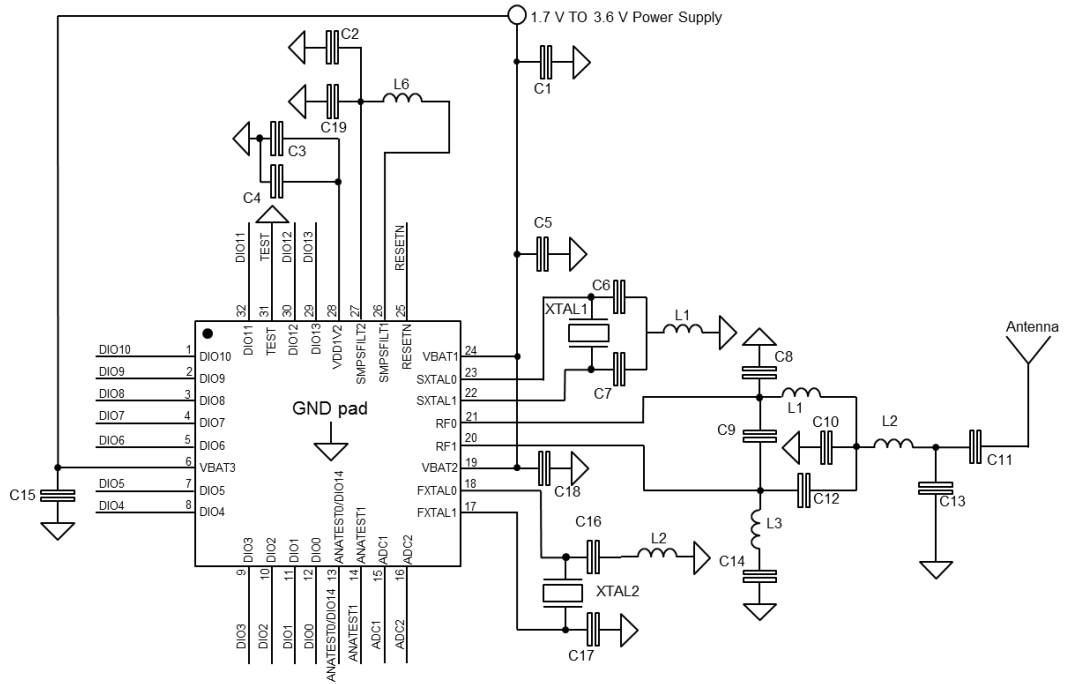 1.7 V TO 3.6 V Power Supply
C2
C1
L6
C19
C3
C4
C5
DIO11
TEST
DIO12
DIO13
RESETN
C6
XTAL1
L1
C7
32
31
30
29
28
27
26
25
DIO11
TEST
DIO12
DIO13
VDD1V2
SMPSFILT2
SMPSFILT1
RESETN
Antenna
C8
L1
C9
C10
L2
C11
C12
C13
L3
C14
DIO10 1 DIO10
DIO9 2 DIO9
DIO8 3 DIO8
DIO7 4 DIO7
DIO6 5 DIO6
6 VBAT3
DIO5 7 DIO5
DIO4 8 DIO4
C15
GND pad
VBAT1 24
SXTAL0 23
SXTAL1 22
RF0 21
RF1 20
VBAT2 19
FXTAL0 18
FXTAL1 17
C18
C16
L2
XTAL2
C17
DIO3
DIO2
DIO1
DIO0
ANATEST0/DIO14
ANATEST1
ADC1
ADC2
9
10
11
12
13
14
15
16
DIO3
DIO2
DIO1
DIO0
ANATEST0/DIO14
ANATEST1
ADC1
ADC2